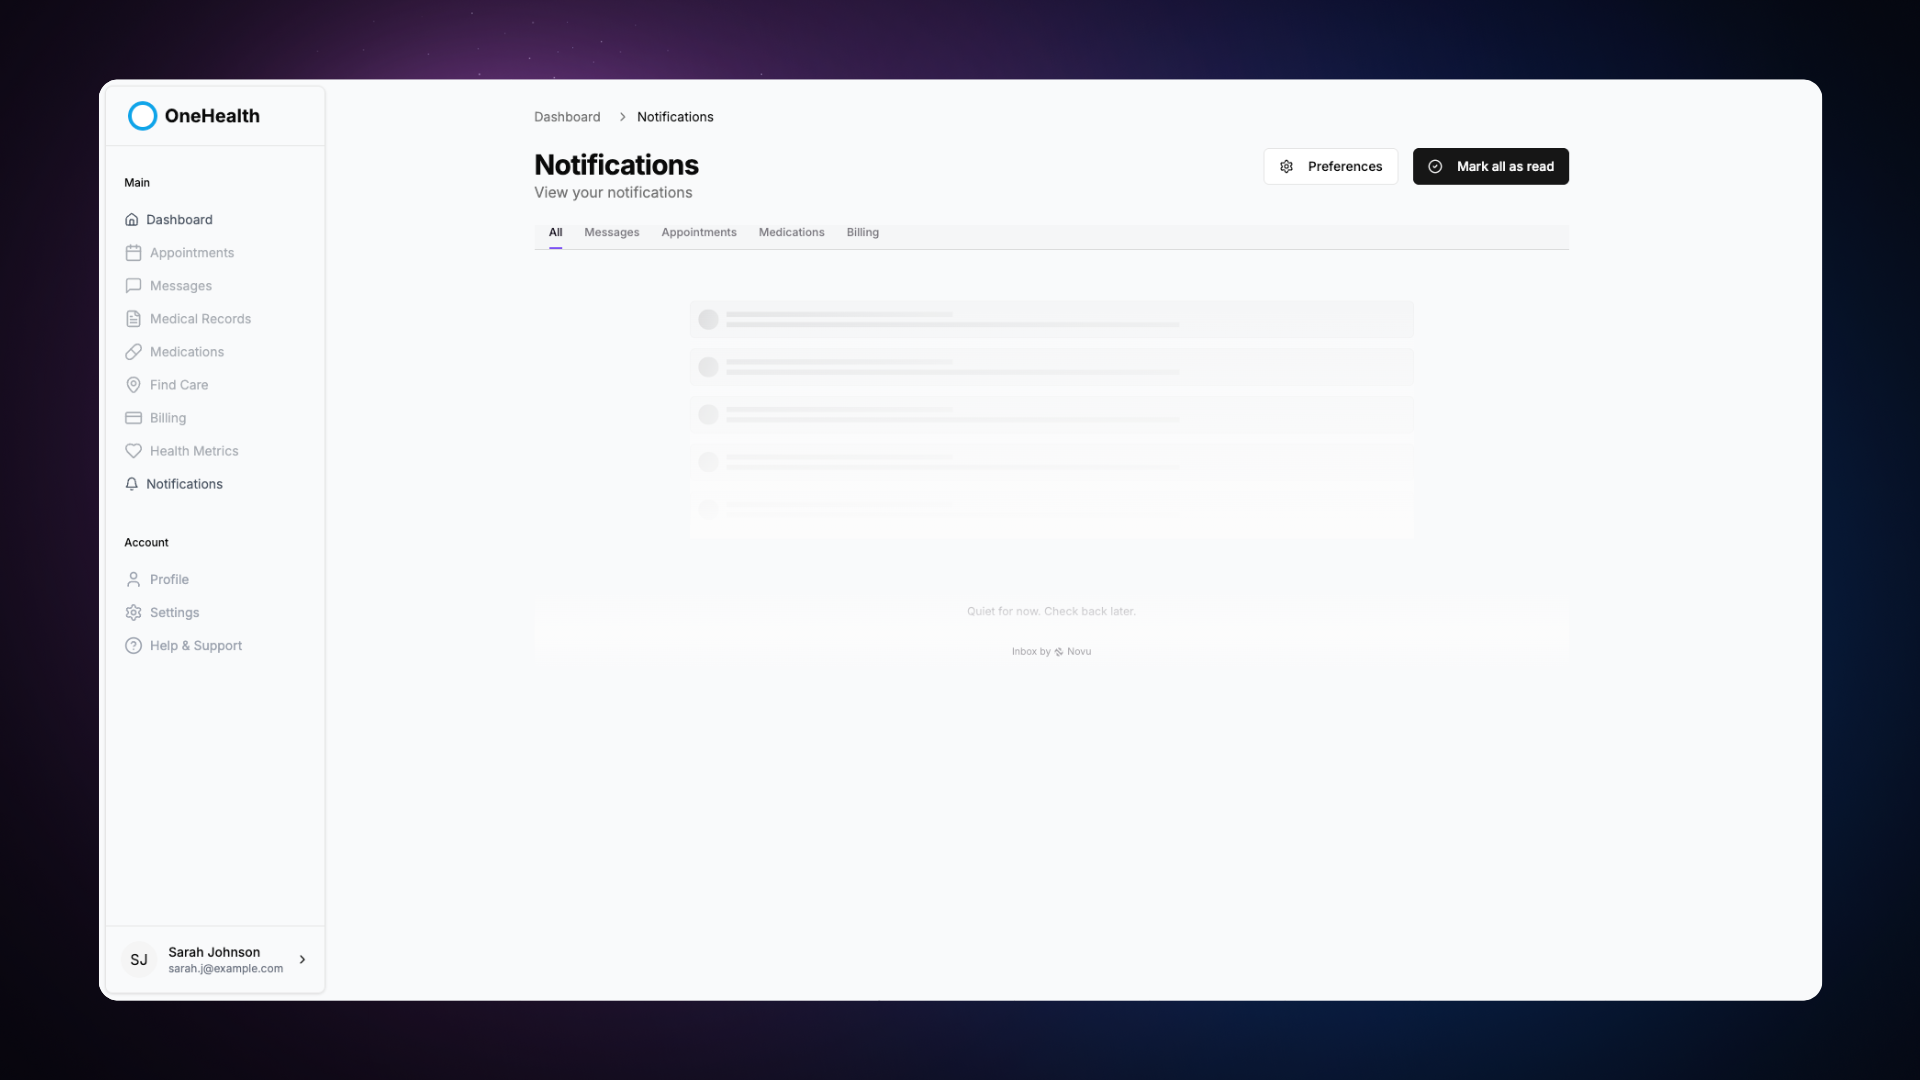 OneHealth
Main
Dashboard
Appointments
Messages
Medical Records
Medications
Find Care
Billing
Health Metrics
Notifications
Account
Profile
Settings
Help & Support
SJ
Sarah Johnson
sarah.j@example.com
Dashboard > Notifications
Notifications
View your notifications
Preferences
Mark all as read
All Messages Appointments Medications Billing
Quiet for now. Check back later.
Inbox by Novu